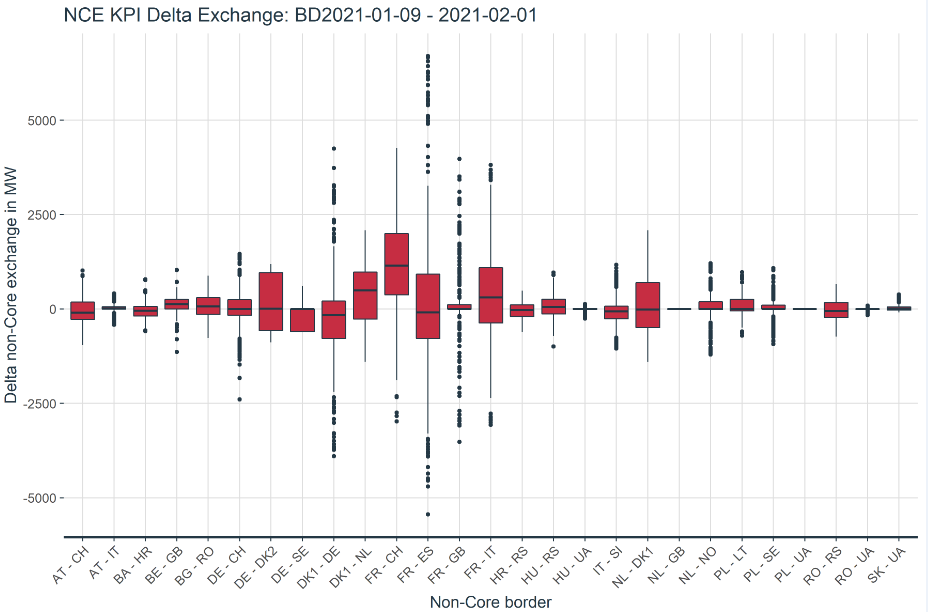 NCE KPI Delta Exchange: BD2021-01-09 - 2021-02-01
Delta non-Core exchange in MW
5000
2500
0
-2500
-5000
AT - CH
AT - IT
BA - HR
BE - GB
BG - RO
DE - CH
DE - DK2
DE - SE
DK1 - DE
DK1 - NL
FR - CH
FR - ES
FR - GB
FR - IT
HR - RS
HU - RS
HU - UA
IT - SI
NL - DK1
NL - GB
NL - NO
PL - LT
PL - SE
PL - UA
RO - RS
RO - UA
SK - UA
Non-Core border